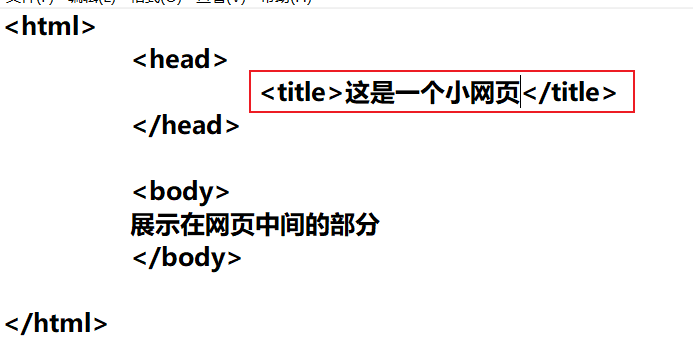 <html>
<head>
<title>这是一个小网页</title>
</head>
<body>
展示在网页中间的部分
</body>
</html>